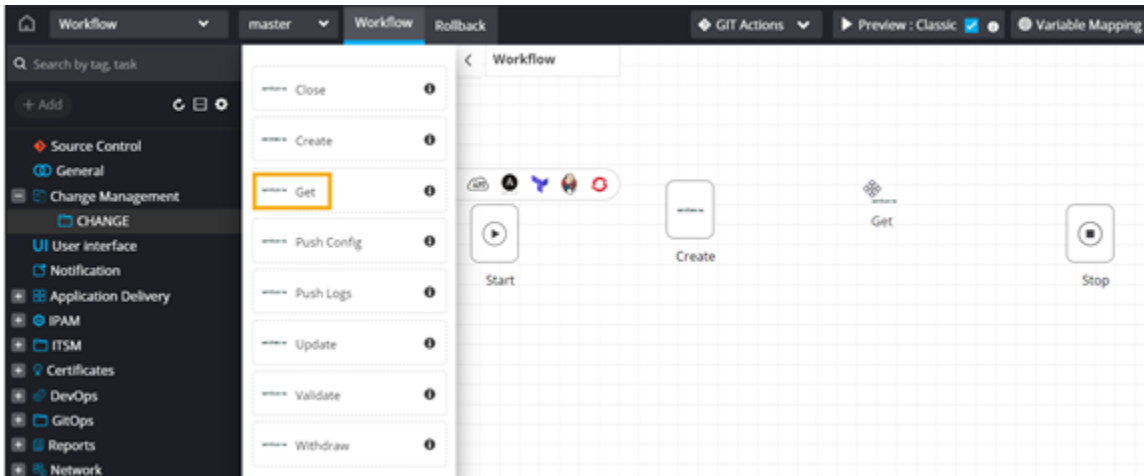 Workflow
master
Workflow
Rollback
GIT Actions
Preview : Classic
Variable Mapping
Search by tag, task
+ Add
Source Control
General
Change Management
CHANGE
User interface
Notification
Application Delivery
IPAM
ITSM
Certificates
DevOps
GitOps
Reports
Network
Close
Create
Get
Push Config
Push Logs
Update
Validate
Withdraw
Workflow
API
Start
Create
Get
Stop